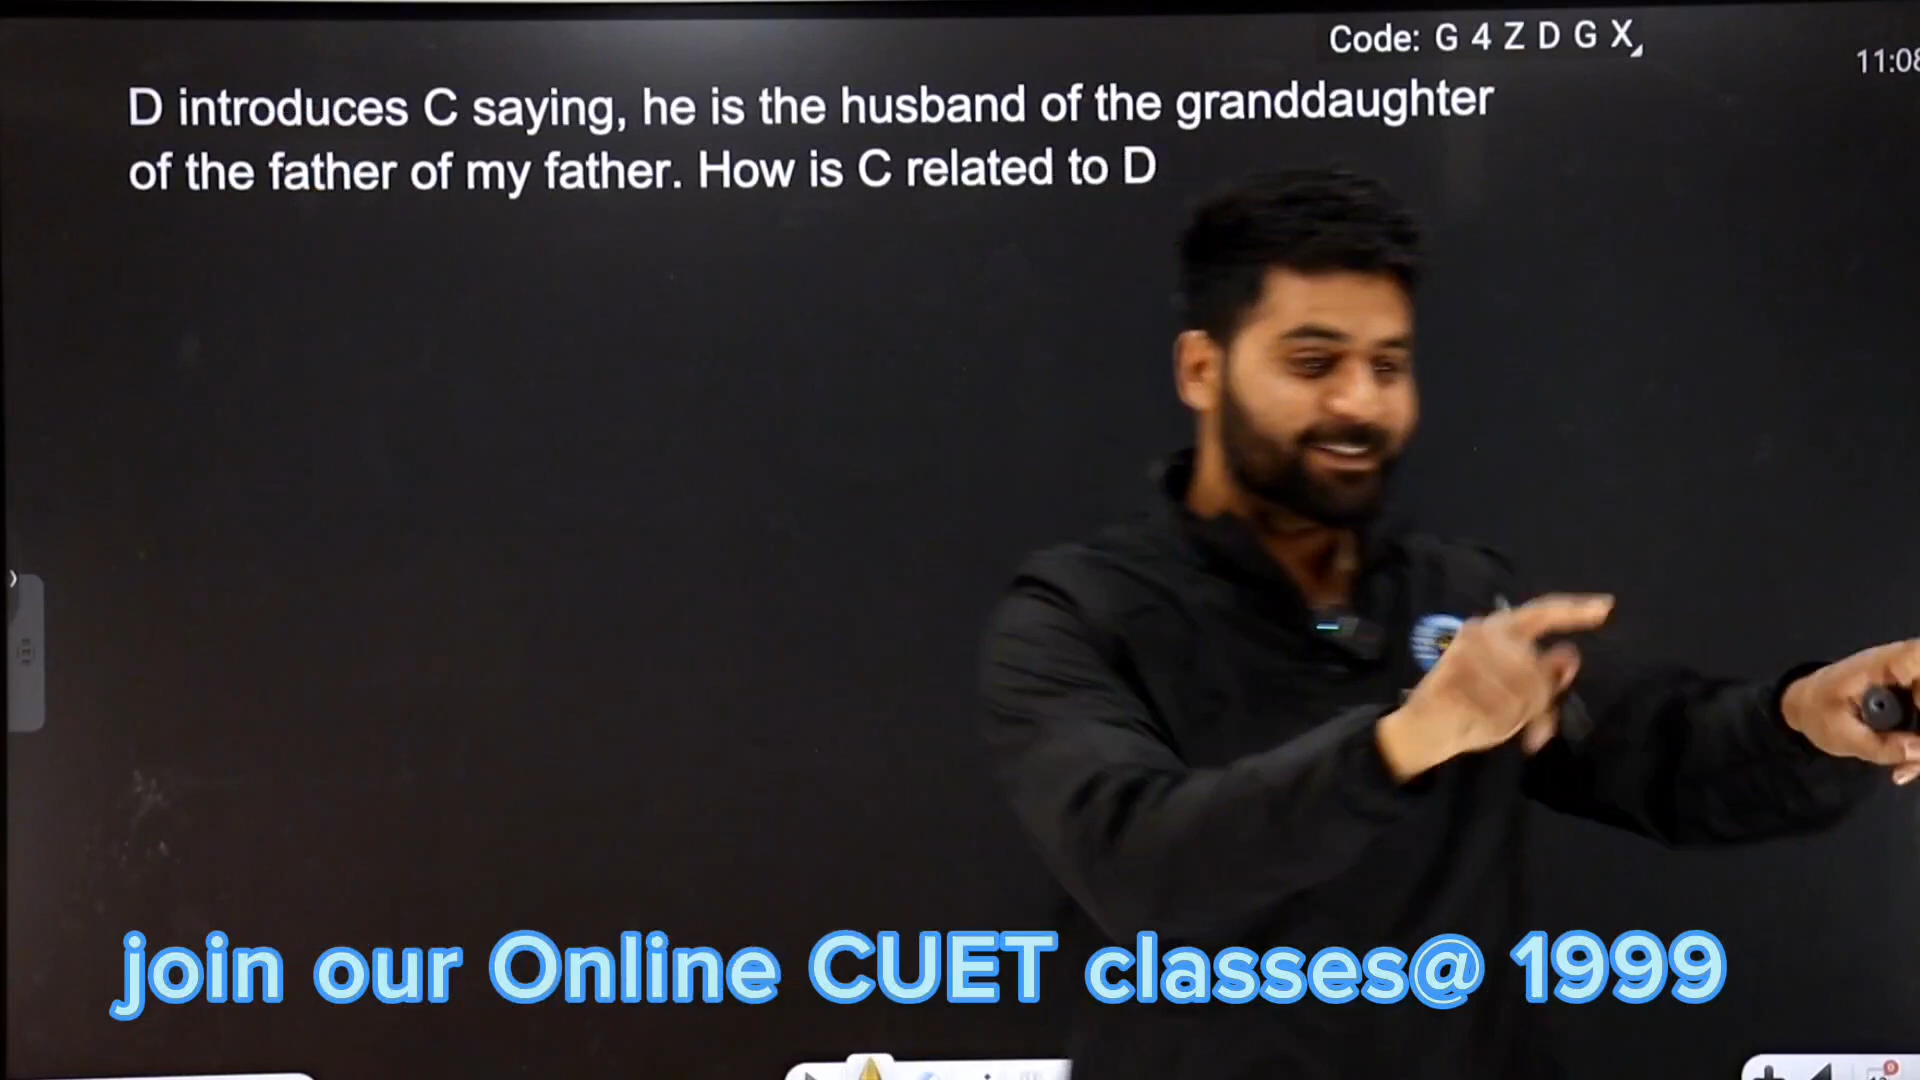 Code: G 4 Z D G X
11:08
D introduces C saying, he is the husband of the granddaughter
of the father of my father. How is C related to D
join our Online CUET classes@ 1999